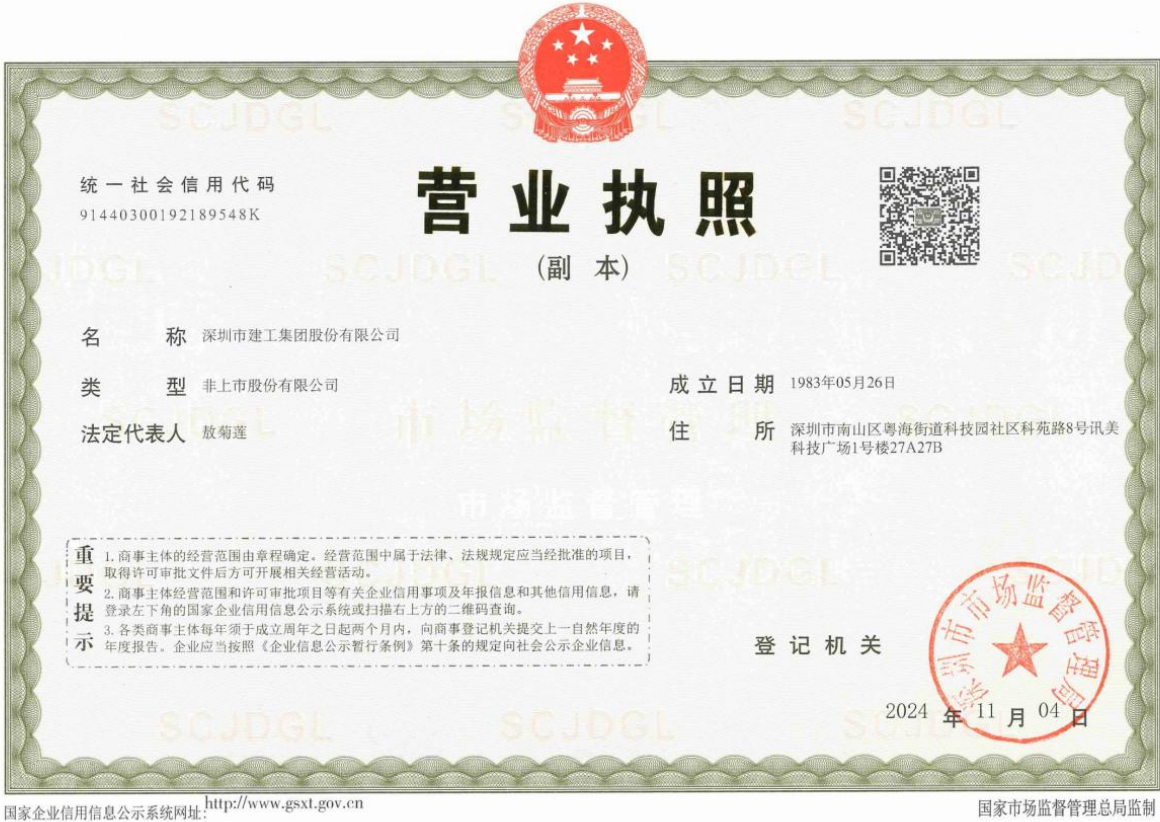 统一社会信用代码
91440300192189548K
营业执照
(副 本)
名 称 深圳市建工集团股份有限公司
类 型 非上市股份有限公司
法定代表人 敖菊莲
成立日期 1983年05月26日
住 所 深圳市南山区粤海街道科技园社区科苑路8号讯美
科技广场1号楼27A27B
重要提示
1. 商事主体的经营范围由章程确定。经营范围中属于法律、法规规定应当经批准的项目,
取得许可审批文件后方可开展相关经营活动。
2. 商事主体经营范围和许可审批项目等有关企业信用事项及年报信息和其他信用信息,请
登录左下角的国家企业信用信息公示系统或扫描右上方的二维码查询。
3. 各类商事主体每年须于成立周年之日起两个月内,向商事登记机关提交上一自然年度的
年度报告。企业应当按照《企业信息公示暂行条例》第十条的规定向社会公示企业信息。
登记机关
深圳市市场监督管理局
2024 年 11 月 04 日
国家企业信用信息公示系统网址:http://www.gsxt.gov.cn
国家市场监督管理总局监制
SCJDGL
市场监督管理